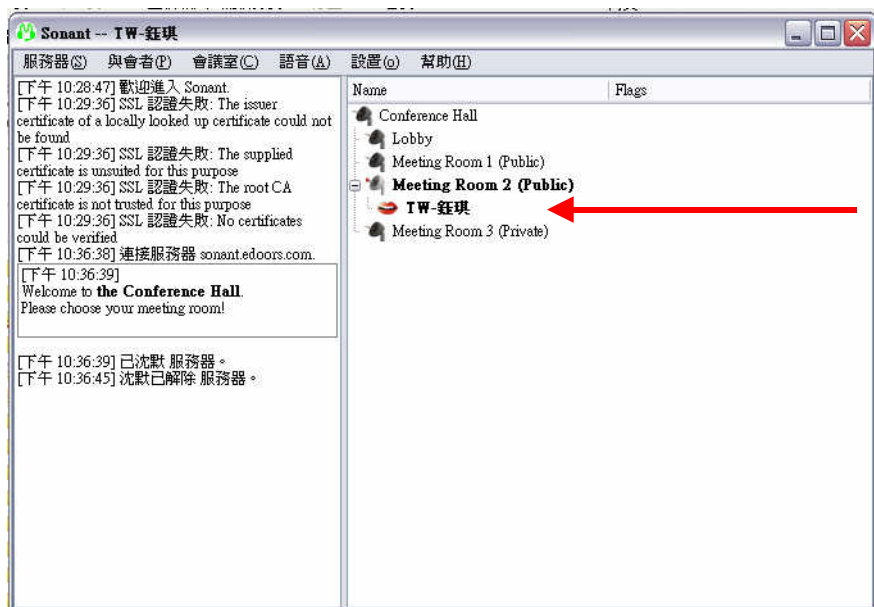 Sonant -- TW-鈺琪
服務器(S) 與會者(P) 會議室(C) 語音(A) 設置(o) 幫助(H)
[下午 10:28:47] 歡迎進入 Sonant.
[下午 10:29:36] SSL 認證失敗: The issuer
certificate of a locally looked up certificate could not
be found
[下午 10:29:36] SSL 認證失敗: The supplied
certificate is unsuited for this purpose
[下午 10:29:36] SSL 認證失敗: The root CA
certificate is not trusted for this purpose
[下午 10:29:36] SSL 認證失敗: No certificates
could be verified
[下午 10:36:38] 連接服務器 sonant.edoors.com.
[下午 10:36:39]
Welcome to the Conference Hall.
Please choose your meeting room!
[下午 10:36:39] 已沈默 服務器。
[下午 10:36:45] 沈默已解除 服務器。
Name Flags
Conference Hall
Lobby
Meeting Room 1 (Public)
Meeting Room 2 (Public)
TW-鈺琪
Meeting Room 3 (Private)